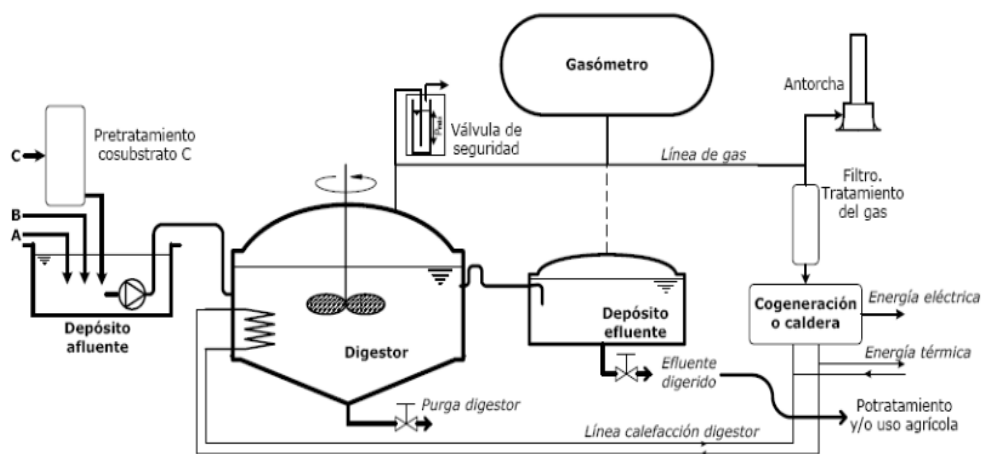 Gasómetro
Antorcha
Pretratamiento
cosubstrato C
C
Válvula de
seguridad
Línea de gas
Filtro.
Tratamiento
del gas
B
A
Depósito
afluente
Digestor
Depósito
efluente
Cogeneración
o caldera
Energía eléctrica
Energía térmica
Efluente
digerido
Purga digestor
Línea calefacción digestor
Potratamiento
y/o uso agrícola